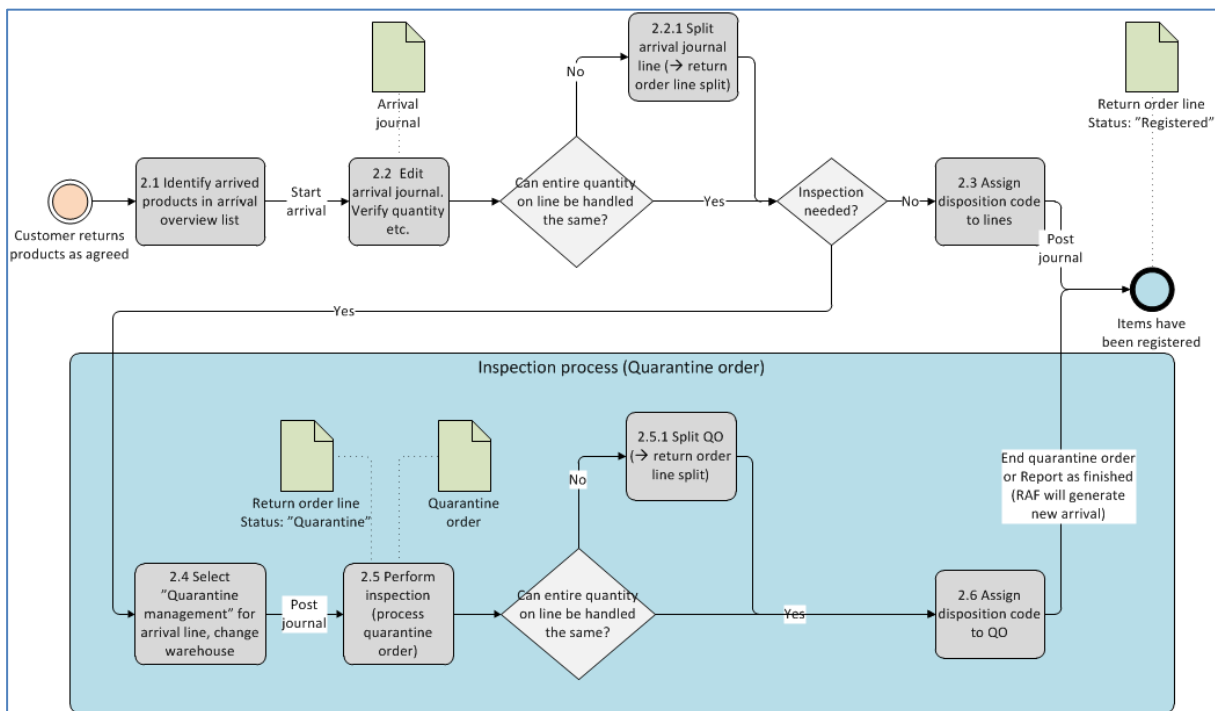 2.2.1 Split
arrival journal
line (→ return
order line split)
No
Arrival
journal
Return order line
Status: ”Registered”
2.1 Identify arrived
products in arrival
overview list
Start
arrival
2.2 Edit
arrival journal.
Verify quantity
etc.
Can entire quantity
on line be handled
the same?
Yes
Inspection
needed?
No
2.3 Assign
disposition code
to lines
Customer returns
products as agreed
Post
journal
Yes
Items have
been registered
Inspection process (Quarantine order)
2.5.1 Split QO
(→ return order
line split)
No
Return order line
Status: ”Quarantine”
Quarantine
order
End quarantine order
or Report as finished
(RAF will generate
new arrival)
2.4 Select
”Quarantine
management” for
arrival line, change
warehouse
Post
journal
2.5 Perform
inspection
(process
quarantine
order)
Can entire quantity
on line be handled
the same?
Yes
2.6 Assign
disposition code
to QO